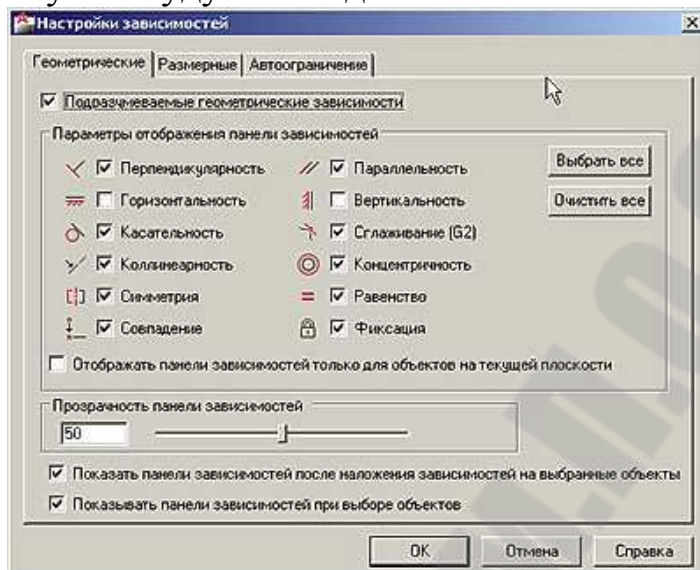 Настройки зависимостей
Геометрические Размерные Автоограничение
Подразумеваемые геометрические зависимости
Параметры отображения панели зависимостей
Перпендикулярность Параллельность Выбрать все
Горизонтальность Вертикальность Очистить все
Касательность Сглаживание (G2)
Коллинеарность Концентричность
Симметрия Равенство
Совпадение Фиксация
Отображать панели зависимостей только для объектов на текущей плоскости
Прозрачность панели зависимостей
50
Показать панели зависимостей после наложения зависимостей на выбранные объекты
Показывать панели зависимостей при выборе объектов
OK Отмена Справка